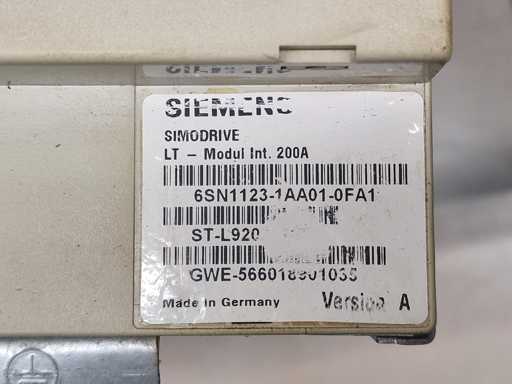 SIEMENS
SIMODRIVE
LT - Modul Int. 200A
6SN1123-1AA01-0FA1
ST-L920
GWE-566018901035
Made in Germany Version A